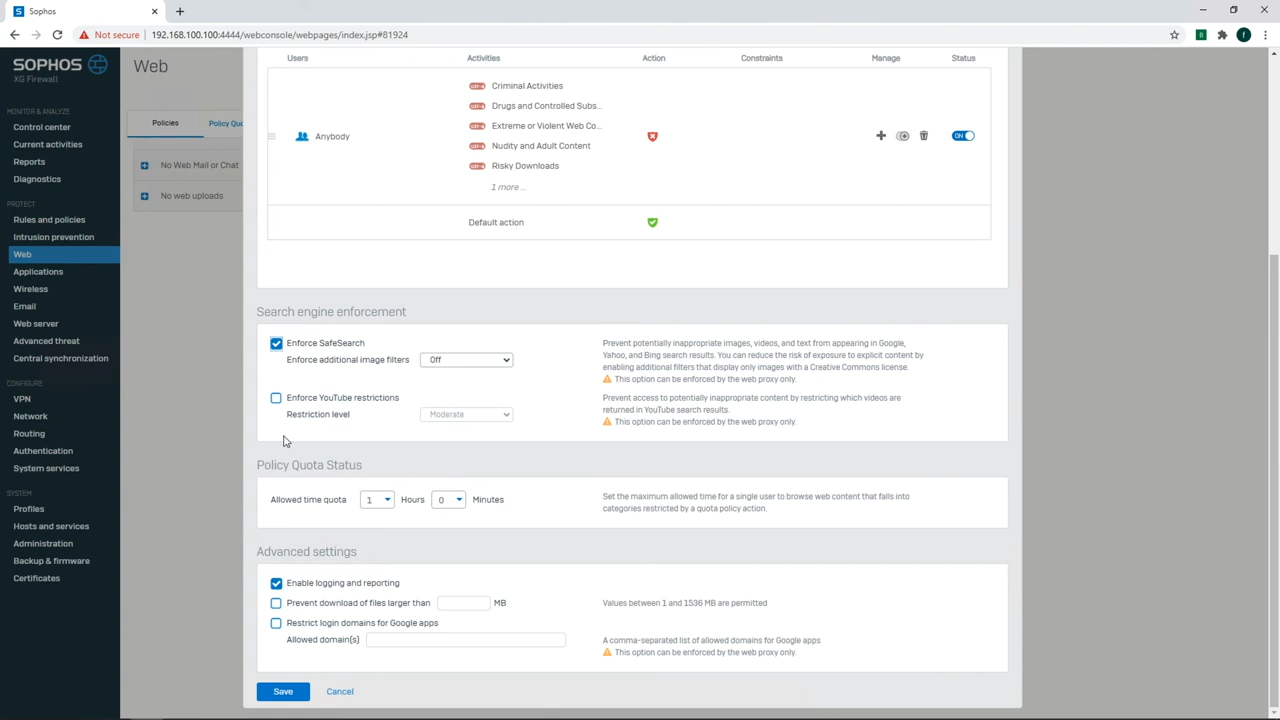 Sophos
Not secure 192.168.100.100:4444/webconsole/webpages/index.jsp#81924
SOPHOS
XG Firewall
MONITOR & ANALYZE
Control center
Current activities
Reports
Diagnostics
PROTECT
Rules and policies
Intrusion prevention
Web
Applications
Wireless
Email
Web server
Advanced threat
Central synchronization
CONFIGURE
VPN
Network
Routing
Authentication
System services
SYSTEM
Profiles
Hosts and services
Administration
Backup & firmware
Certificates
Web
Policies Policy Quo
No Web Mail or Chat
No web uploads
Users Activities Action Constraints Manage Status
Anybody
Criminal Activities
Drugs and Controlled Subs...
Extreme or Violent Web Co...
Nudity and Adult Content
Risky Downloads
1 more ...
ON
Default action
Search engine enforcement
Enforce SafeSearch
Enforce additional image filters Off
Prevent potentially inappropriate images, videos, and text from appearing in Google,
Yahoo, and Bing search results. You can reduce the risk of exposure to explicit content by
enabling additional filters that display only images with a Creative Commons license.
This option can be enforced by the web proxy only.
Enforce YouTube restrictions
Restriction level Moderate
Prevent access to potentially inappropriate content by restricting which videos are
returned in YouTube search results.
This option can be enforced by the web proxy only.
Policy Quota Status
Allowed time quota 1 Hours 0 Minutes
Set the maximum allowed time for a single user to browse web content that falls into
categories restricted by a quota policy action.
Advanced settings
Enable logging and reporting
Prevent download of files larger than MB
Values between 1 and 1536 MB are permitted
Restrict login domains for Google apps
Allowed domain(s)
A comma-separated list of allowed domains for Google apps
This option can be enforced by the web proxy only.
Save Cancel